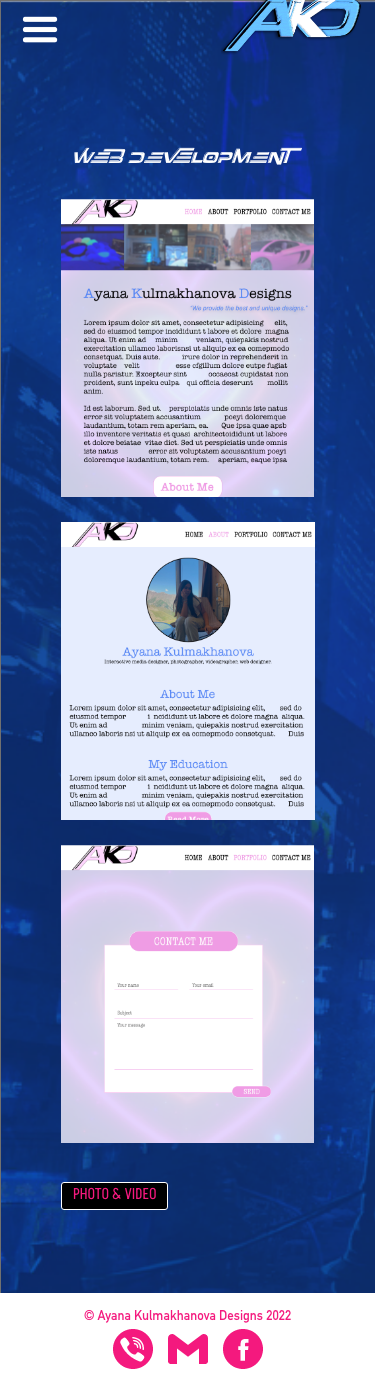 AKD
WEB DEVELOPMENT
AKD
HOME ABOUT PORTFOLIO CONTACT ME
Ayana Kulmakhanova Designs
"We provide the best and unique designs."
Lorem ipsum dolor sit amet, consectetur adipisicing elit,
sed do eiusmod tempor incididunt ut labore et dolore magna
aliqua. Ut enim ad minim veniam, quiepakis nostrud
exercitation ullamco laborisnsi ut aliquip ex ea comepmodo
consetquat. Duis aute. irure dolor in reprehenderit in
voluptate velit esse cfgillum dolore eutpe fugiat
nulla pariatur. Excepteur sint occaecat cupidatat non
proident, sunt inpeku culpa qui officia deserunt mollit
anim.
Id est laborum. Sed ut. perspiciatis unde omnis iste natus
error sit voluptatem accusantium poceyi doloremque
laudantium, totam rem aperiam, ea. Que ipsa quae apsb
illo inventore veritatis et quasi architectoididunt ut labore
et dolore beiatae vitae dict. Sed ut perspiciatis unde omnis
iste natus error sit voluptatem accusantium poceyi
doloremque laudantium, totam rem. aperiam, eaque ipsa
About Me
AKD
HOME ABOUT PORTFOLIO CONTACT ME
Ayana Kulmakhanova
Interactive media designer, photographer, videographer, web designer.
About Me
Lorem ipsum dolor sit amet, consectetur adipisicing elit, sed do
eiusmod tempor i ncididunt ut labore et dolore magna aliqua.
Ut enim ad minim veniam, quiepakis nostrud exercitation
ullamco laboris nsi ut aliquip ex ea comepmodo consetquat. Duis
My Education
Lorem ipsum dolor sit amet, consectetur adipisicing elit, sed do
eiusmod tempor i ncididunt ut labore et dolore magna aliqua.
Ut enim ad minim veniam, quiepakis nostrud exercitation
ullamco laboris nsi ut aliquip ex ea comepmodo consetquat. Duis
Read More
AKD
HOME ABOUT PORTFOLIO CONTACT ME
CONTACT ME
Your name Your email
Subject
Your message
SEND
PHOTO & VIDEO
© Ayana Kulmakhanova Designs 2022